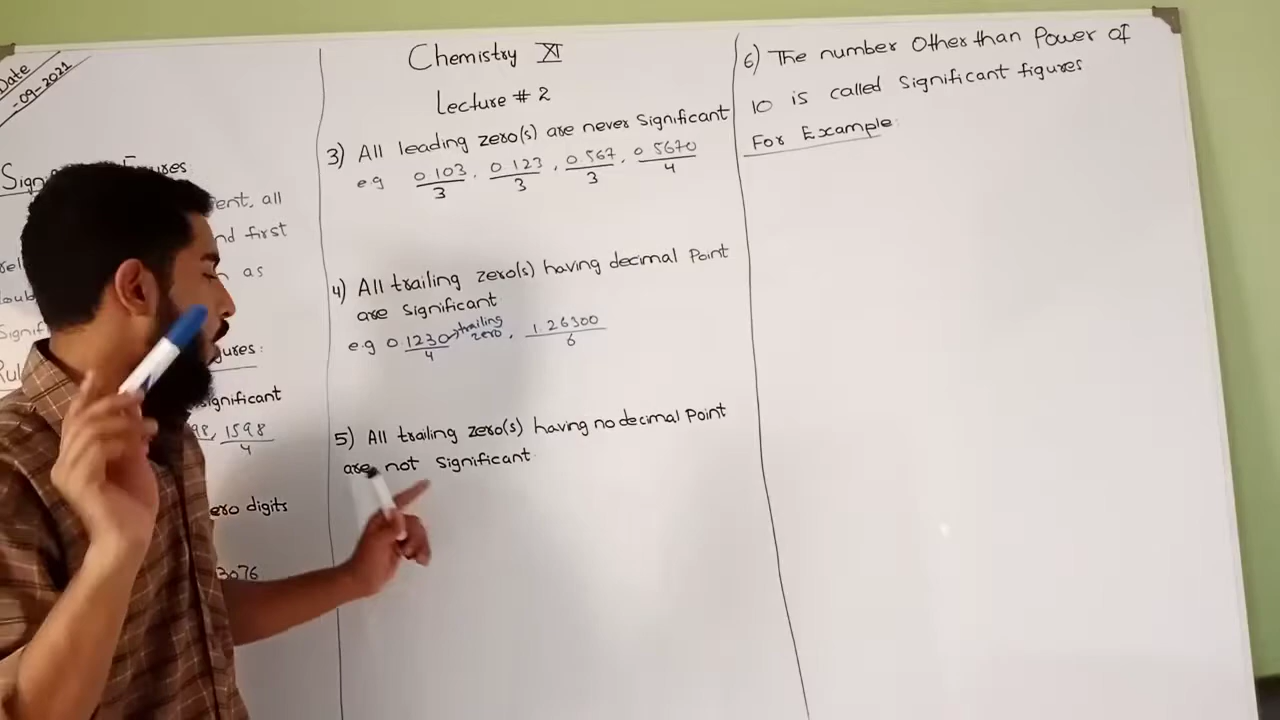 Date
-09-2021
Sign Figures
ent, all
nd first
as
Signif
Rul gures:
significant
98, 1598
4
ero digits
3076
Chemistry XI
Lecture # 2
3) All leading zero(s) are never Significant
e.g 0.103, 0.123, 0.567, 0.5670
3 3 3 4
4) All trailing zero(s) having decimal Point
are Significant
e.g 0.1230→trailing zero, 1.26300
4 6
5) All trailing zero(s) having no decimal Point
are not Significant
6) The number Other than Power of
10 is called Significant figures
For Example: